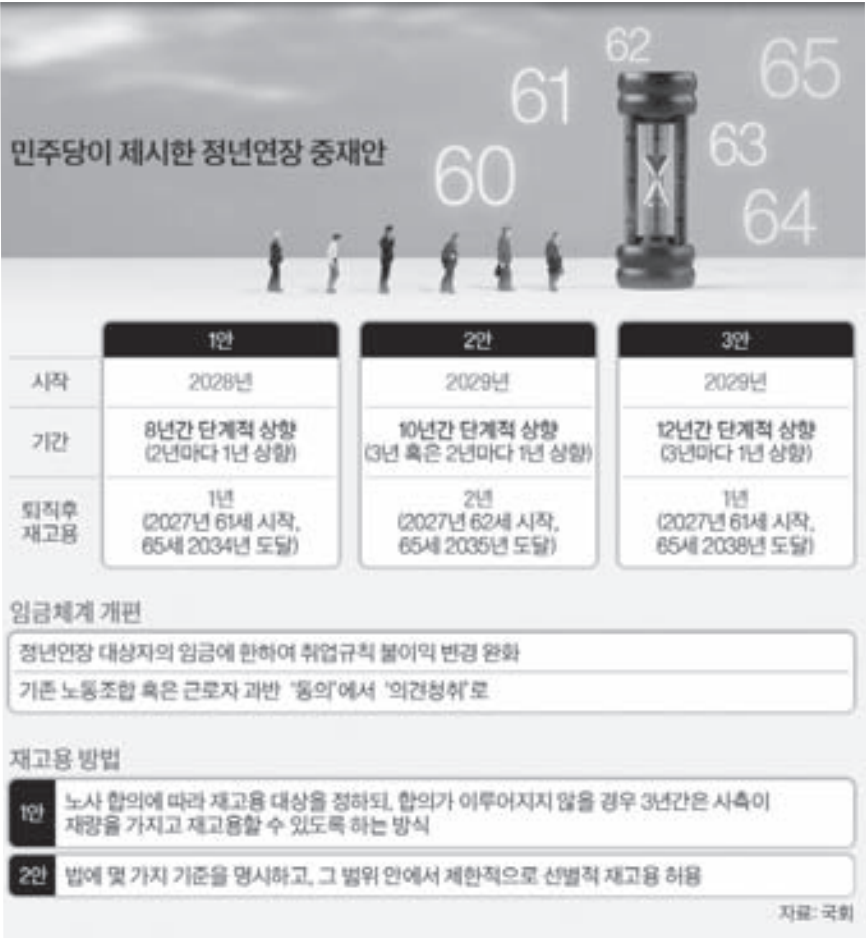 62
65
61
민주당이 제시한 정년연장 중재안
63
60
64
1안
2안
3안
시작
2028년
2029년
2029년
기간
8년간 단계적 상향
(2년마다 1년 상향)
10년간 단계적 상향
(3년 혹은 2년마다 1년 상향)
12년간 단계적 상향
(3년마다 1년 상향)
퇴직후
재고용
1년
(2027년 61세 시작,
65세 2034년 도달)
2년
(2027년 62세 시작,
65세 2035년 도달)
1년
(2027년 61세 시작,
65세 2038년 도달)
임금체계 개편
정년연장 대상자의 임금에 한하여 취업규칙 불이익 변경 완화
기존 노동조합 혹은 근로자 과반 '동의'에서 '의견청취'로
재고용 방법
1안
노사 합의에 따라 재고용 대상을 정하되, 합의가 이루어지지 않을 경우 3년간은 사측이
재량을 가지고 재고용할 수 있도록 하는 방식
2안
법에 몇 가지 기준을 명시하고, 그 범위 안에서 제한적으로 선별적 재고용 허용
자료: 국회